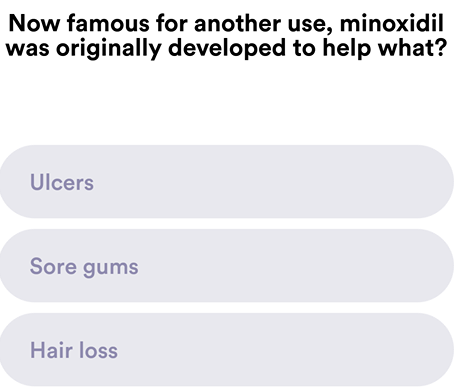 Now famous for another use, minoxidil
was originally developed to help what?
Ulcers
Sore gums
Hair loss